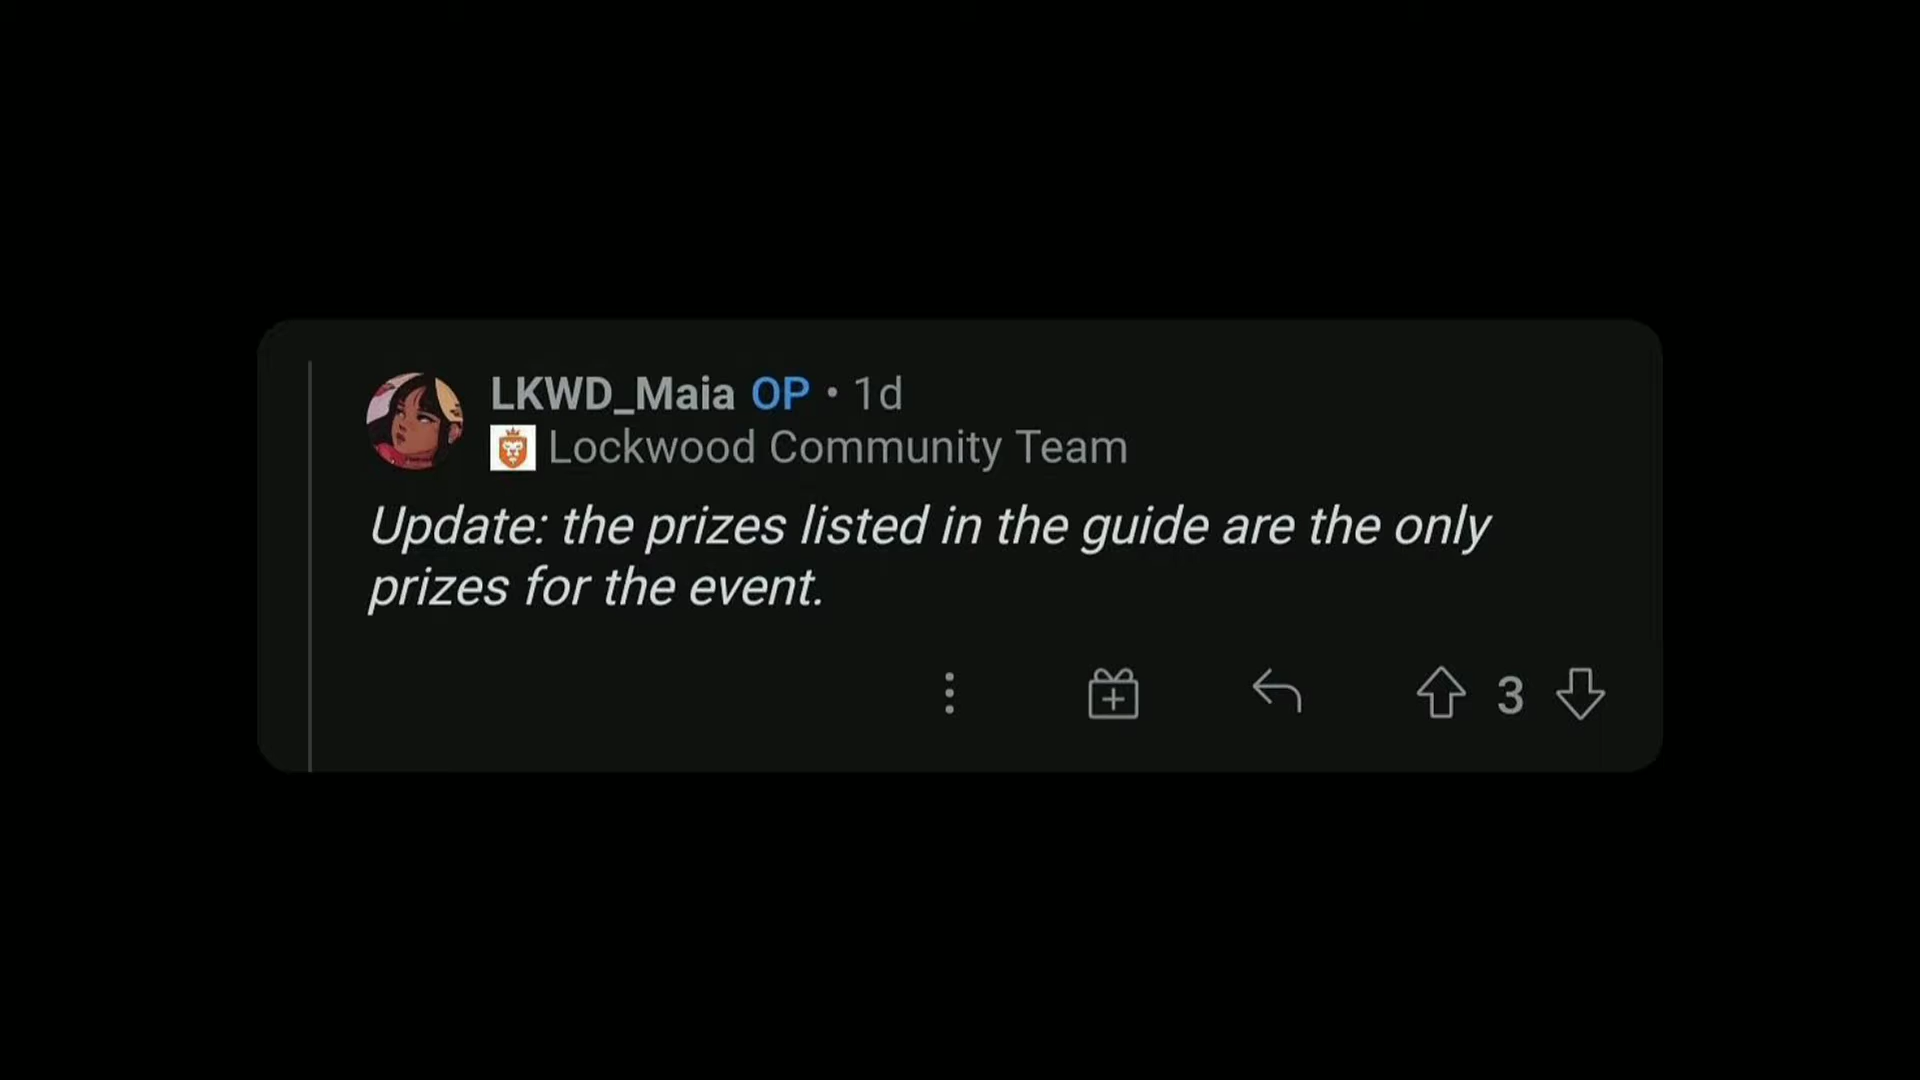 LKWD_Maia OP • 1d
Lockwood Community Team
Update: the prizes listed in the guide are the only
prizes for the event.
3